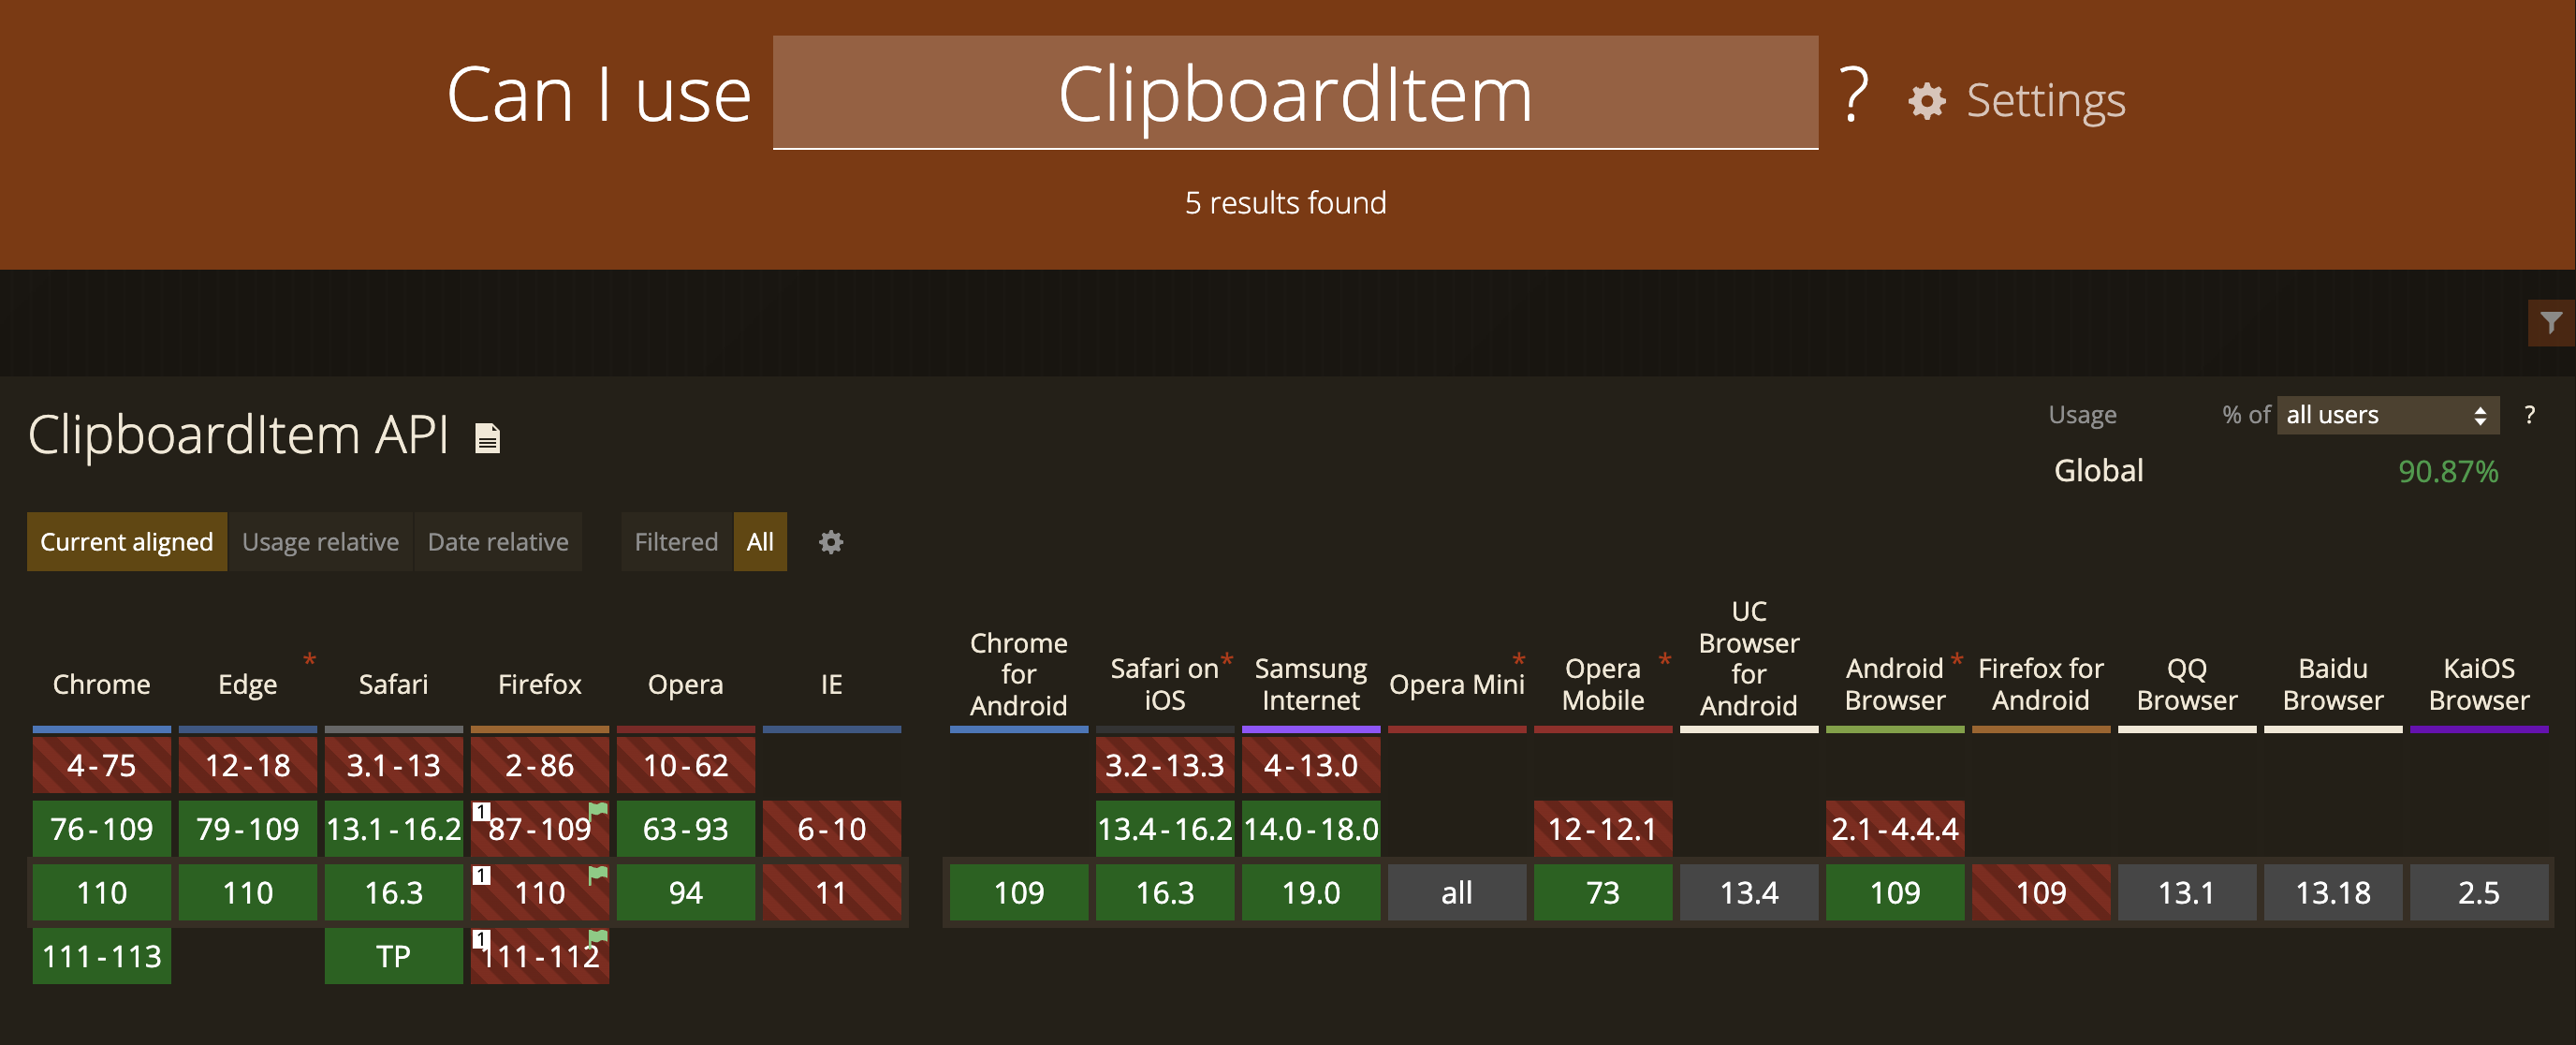 Can I use ClipboardItem ? Settings
5 results found
ClipboardItem API
Usage % of all users ?
Global 90.87%
Current aligned Usage relative Date relative Filtered All
Chrome Edge * Safari Firefox Opera IE Chrome for Android Safari on iOS * Samsung Internet Opera Mini * Opera Mobile * UC Browser for Android Android Browser * Firefox for Android QQ Browser Baidu Browser KaiOS Browser
4-75 12-18 3.1-13 2-86 10-62 3.2-13.3 4-13.0
76-109 79-109 13.1-16.2 1 87-109 63-93 6-10 13.4-16.2 14.0-18.0 12-12.1 2.1-4.4.4
110 110 16.3 1 110 94 11 109 16.3 19.0 all 73 13.4 109 109 13.1 13.18 2.5
111-113 TP 1 111-112